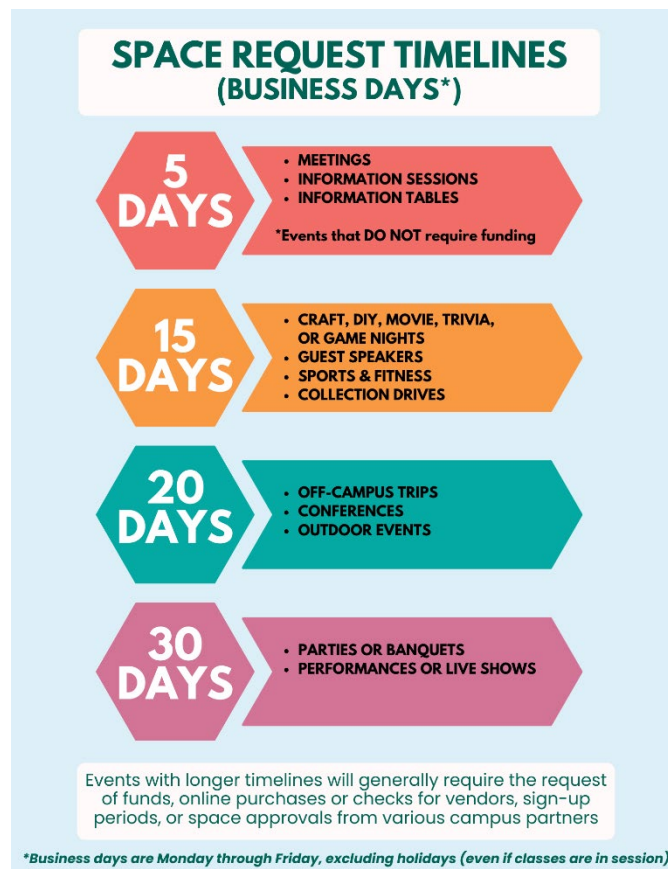 SPACE REQUEST TIMELINES
(BUSINESS DAYS*)
5
DAYS
• MEETINGS
• INFORMATION SESSIONS
• INFORMATION TABLES
*Events that DO NOT require funding
15
DAYS
• CRAFT, DIY, MOVIE, TRIVIA,
OR GAME NIGHTS
• GUEST SPEAKERS
• SPORTS & FITNESS
• COLLECTION DRIVES
20
DAYS
• OFF-CAMPUS TRIPS
• CONFERENCES
• OUTDOOR EVENTS
30
DAYS
• PARTIES OR BANQUETS
• PERFORMANCES OR LIVE SHOWS
Events with longer timelines will generally require the request
of funds, online purchases or checks for vendors, sign-up
periods, or space approvals from various campus partners
*Business days are Monday through Friday, excluding holidays (even if classes are in session)